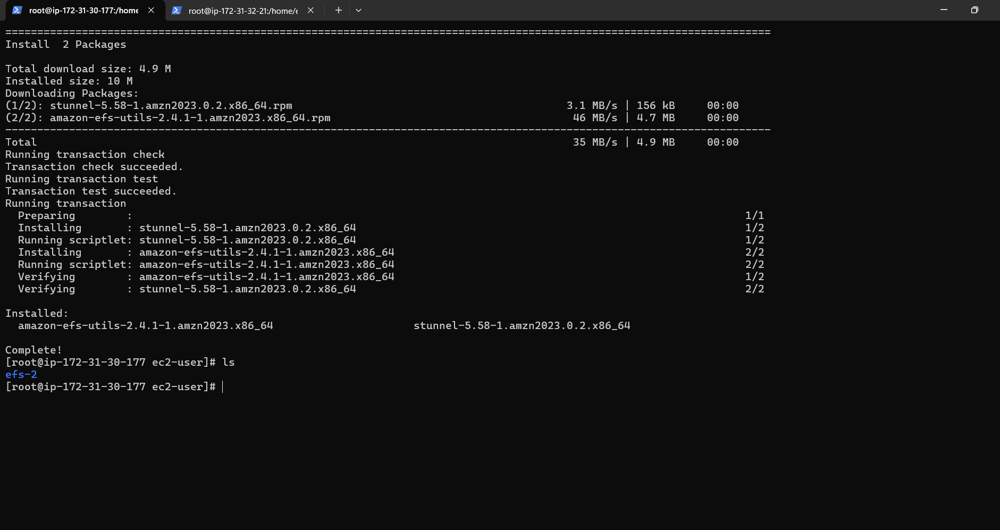 root@ip-172-31-30-177:/home
root@ip-172-31-32-21:/home/e
========================================================================================================================
Install  2 Packages
Total download size: 4.9 M
Installed size: 10 M
Downloading Packages:
(1/2): stunnel-5.58-1.amzn2023.0.2.x86_64.rpm 3.1 MB/s | 156 kB 00:00
(2/2): amazon-efs-utils-2.4.1-1.amzn2023.x86_64.rpm 46 MB/s | 4.7 MB 00:00
------------------------------------------------------------------------------------------------------------------------
Total 35 MB/s | 4.9 MB 00:00
Running transaction check
Transaction check succeeded.
Running transaction test
Transaction test succeeded.
Running transaction
Preparing : 1/1
Installing : stunnel-5.58-1.amzn2023.0.2.x86_64 1/2
Running scriptlet: stunnel-5.58-1.amzn2023.0.2.x86_64 1/2
Installing : amazon-efs-utils-2.4.1-1.amzn2023.x86_64 2/2
Running scriptlet: amazon-efs-utils-2.4.1-1.amzn2023.x86_64 2/2
Verifying : amazon-efs-utils-2.4.1-1.amzn2023.x86_64 1/2
Verifying : stunnel-5.58-1.amzn2023.0.2.x86_64 2/2
Installed:
amazon-efs-utils-2.4.1-1.amzn2023.x86_64 stunnel-5.58-1.amzn2023.0.2.x86_64
Complete!
[root@ip-172-31-30-177 ec2-user]# ls
efs-2
[root@ip-172-31-30-177 ec2-user]#